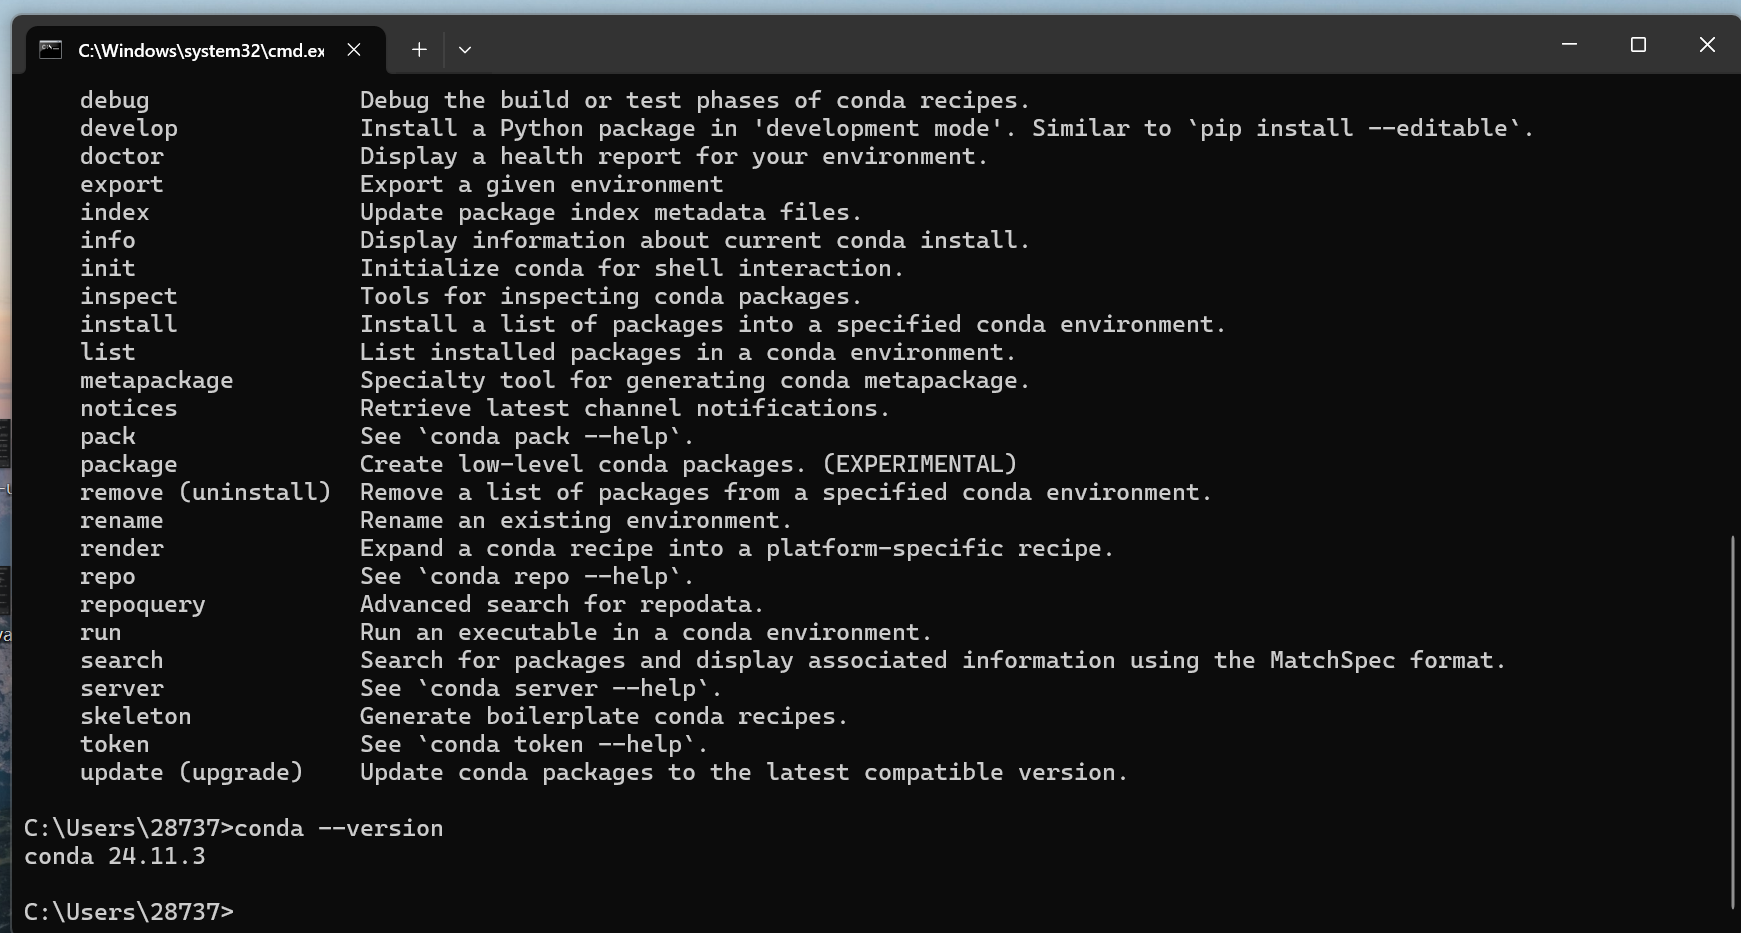 C:\Windows\system32\cmd.ex
debug Debug the build or test phases of conda recipes.
develop Install a Python package in 'development mode'. Similar to `pip install --editable`.
doctor Display a health report for your environment.
export Export a given environment
index Update package index metadata files.
info Display information about current conda install.
init Initialize conda for shell interaction.
inspect Tools for inspecting conda packages.
install Install a list of packages into a specified conda environment.
list List installed packages in a conda environment.
metapackage Specialty tool for generating conda metapackage.
notices Retrieve latest channel notifications.
pack See `conda pack --help`.
package Create low-level conda packages. (EXPERIMENTAL)
remove (uninstall) Remove a list of packages from a specified conda environment.
rename Rename an existing environment.
render Expand a conda recipe into a platform-specific recipe.
repo See `conda repo --help`.
repoquery Advanced search for repodata.
run Run an executable in a conda environment.
search Search for packages and display associated information using the MatchSpec format.
server See `conda server --help`.
skeleton Generate boilerplate conda recipes.
token See `conda token --help`.
update (upgrade) Update conda packages to the latest compatible version.
C:\Users\28737>conda --version
conda 24.11.3
C:\Users\28737>